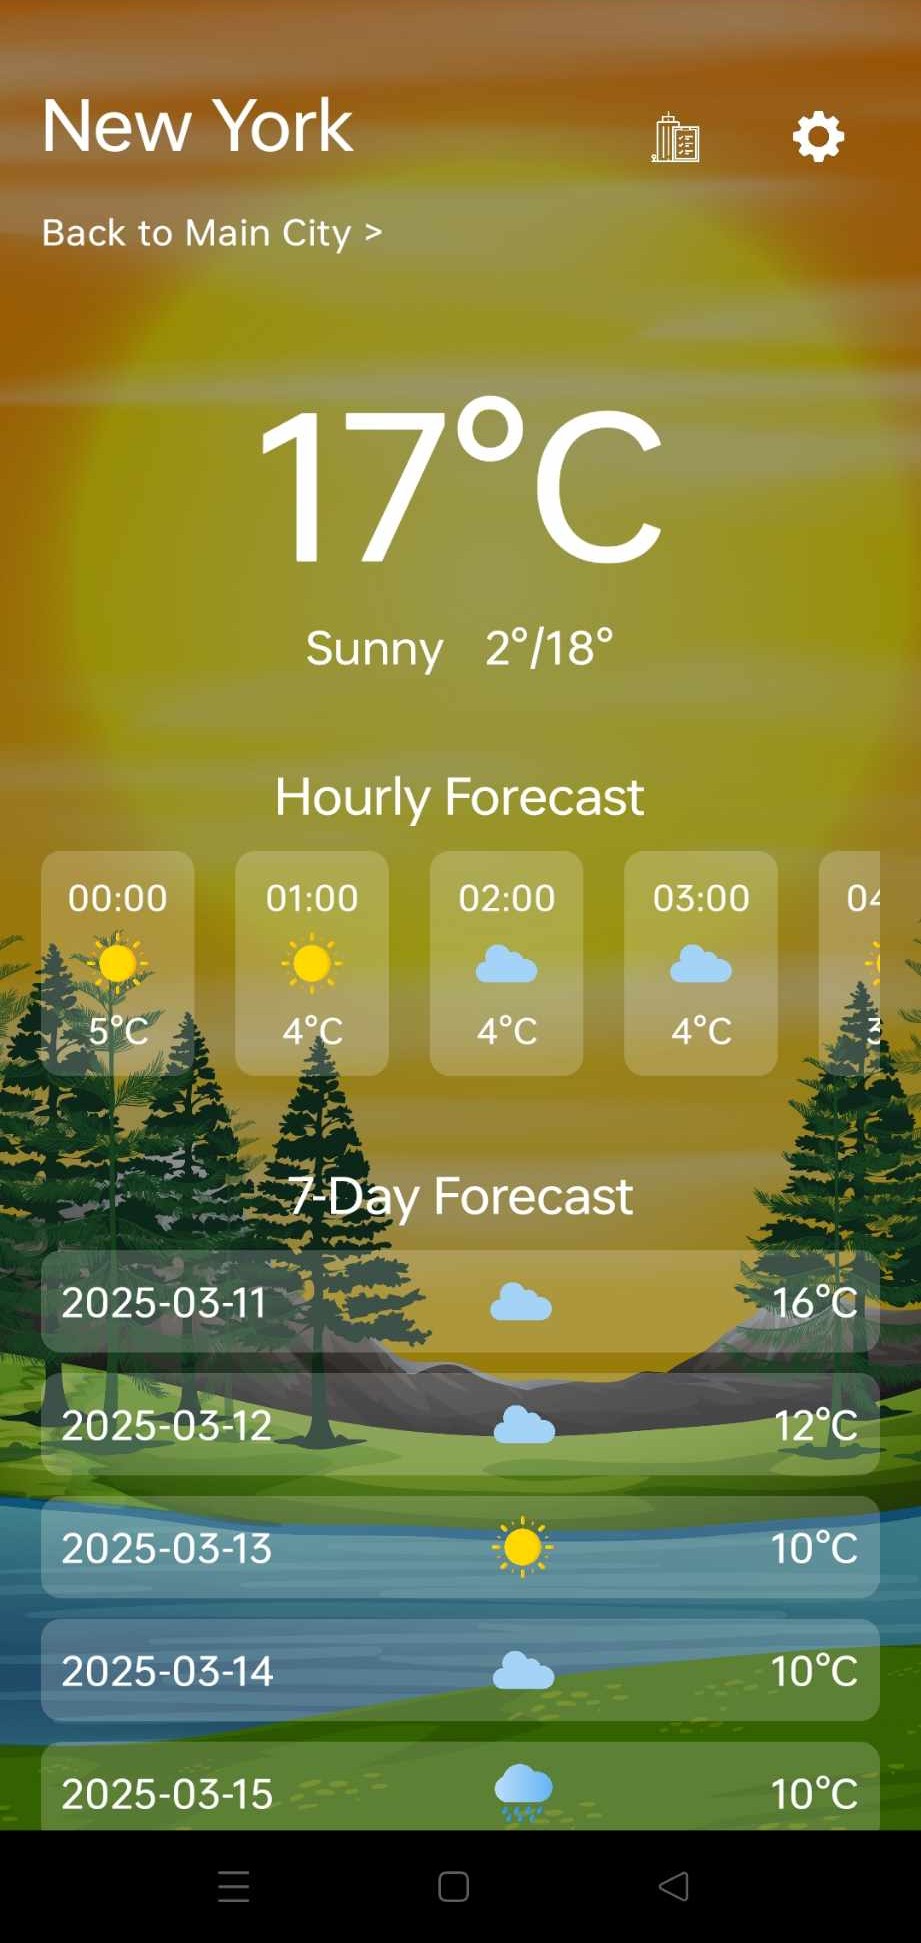 New York
Back to Main City >
17°C
Sunny 2°/18°
Hourly Forecast
00:00 01:00 02:00 03:00
5°C 4°C 4°C 4°C
7-Day Forecast
2025-03-11 16°C
2025-03-12 12°C
2025-03-13 10°C
2025-03-14 10°C
2025-03-15 10°C